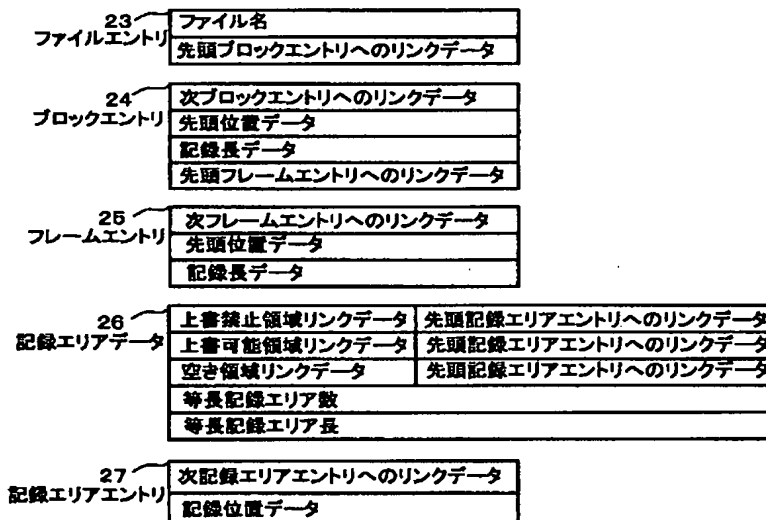 23
ファイルエントリ
ファイル名
先頭ブロックエントリへのリンクデータ
24
ブロックエントリ
次ブロックエントリへのリンクデータ
先頭位置データ
記録長データ
先頭フレームエントリへのリンクデータ
25
フレームエントリ
次フレームエントリへのリンクデータ
先頭位置データ
記録長データ
26
記録エリアデータ
上書禁止領域リンクデータ 先頭記録エリアエントリへのリンクデータ
上書可能領域リンクデータ 先頭記録エリアエントリへのリンクデータ
空き領域リンクデータ 先頭記録エリアエントリへのリンクデータ
等長記録エリア数
等長記録エリア長
27
記録エリアエントリ
次記録エリアエントリへのリンクデータ
記録位置データ